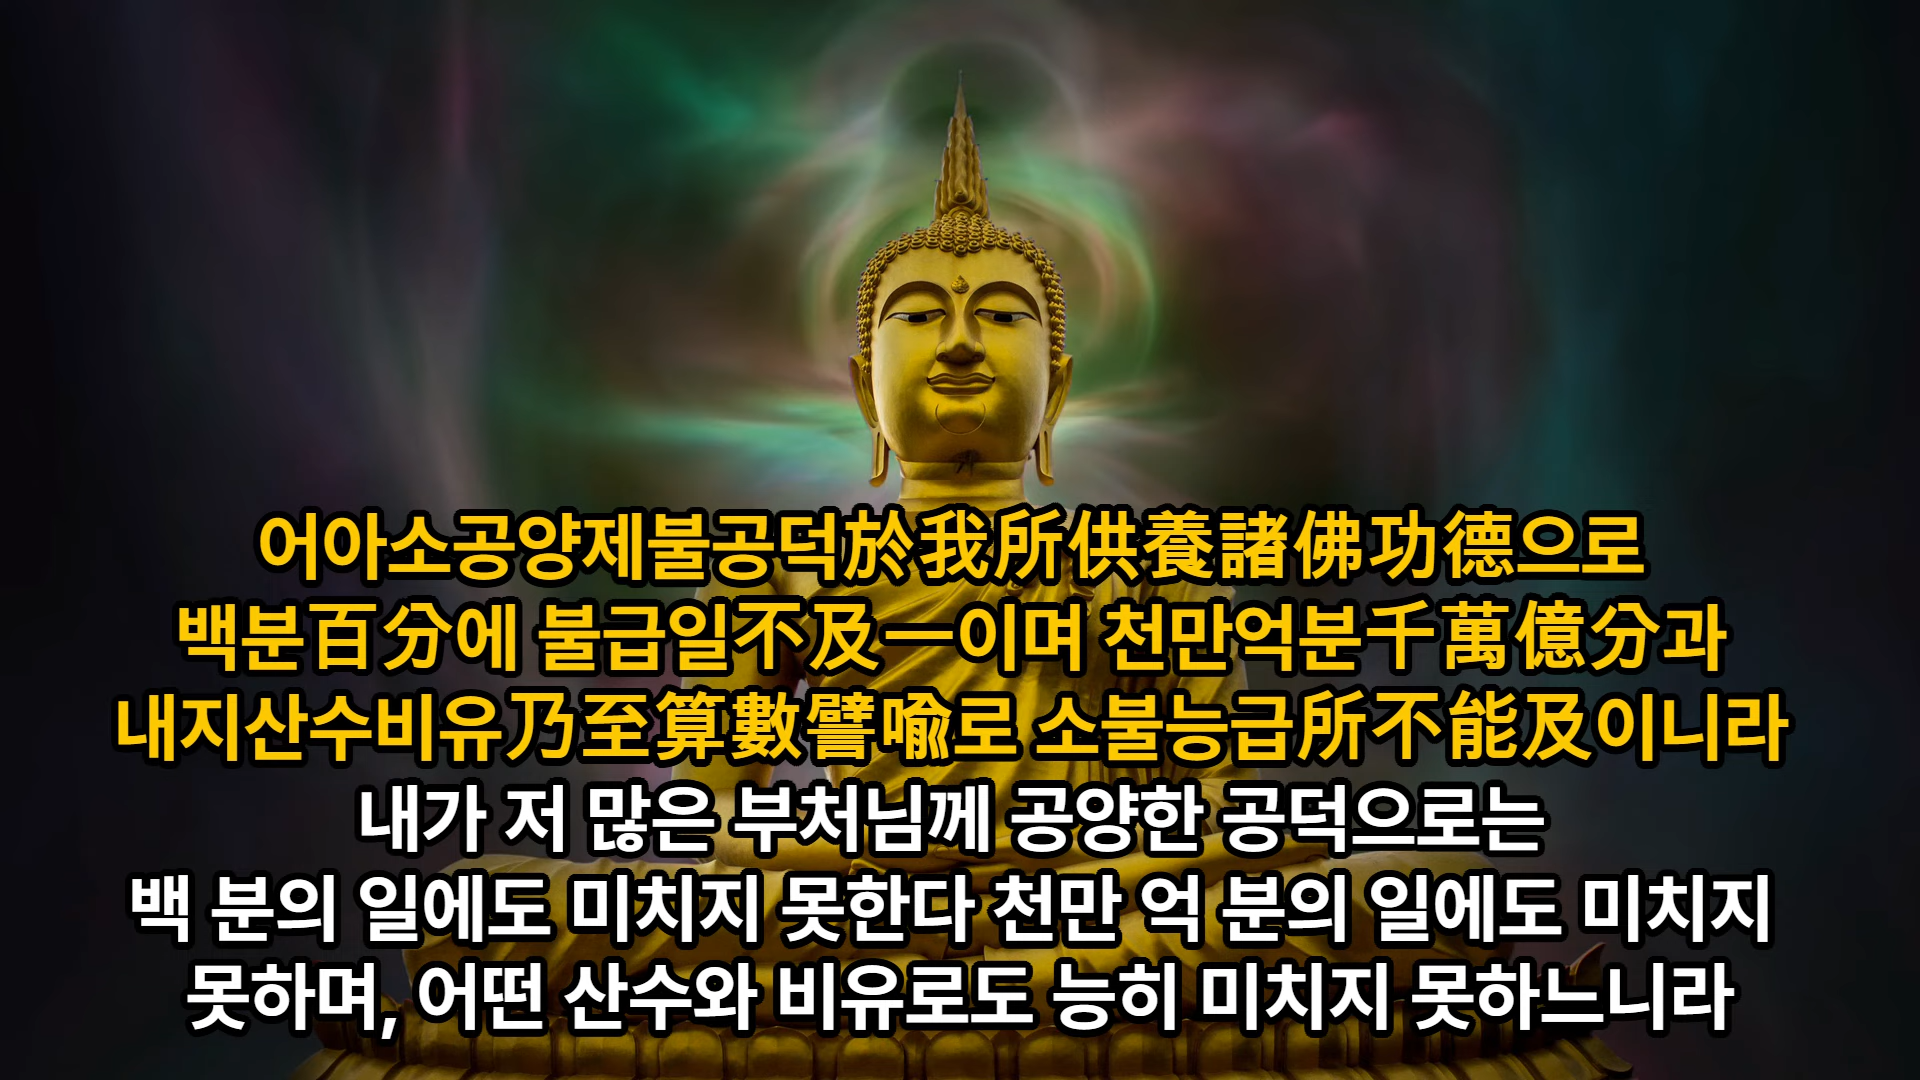 어아소공양제불공덕於我所供養諸佛功德으로
백분百分에 불급일不及一이며 천만억분千萬億分과
내지산수비유乃至算數譬喩로 소불능급所不能及이니라
내가 저 많은 부처님께 공양한 공덕으로는
백 분의 일에도 미치지 못한다 천만 억 분의 일에도 미치지
못하며, 어떤 산수와 비유로도 능히 미치지 못하느니라